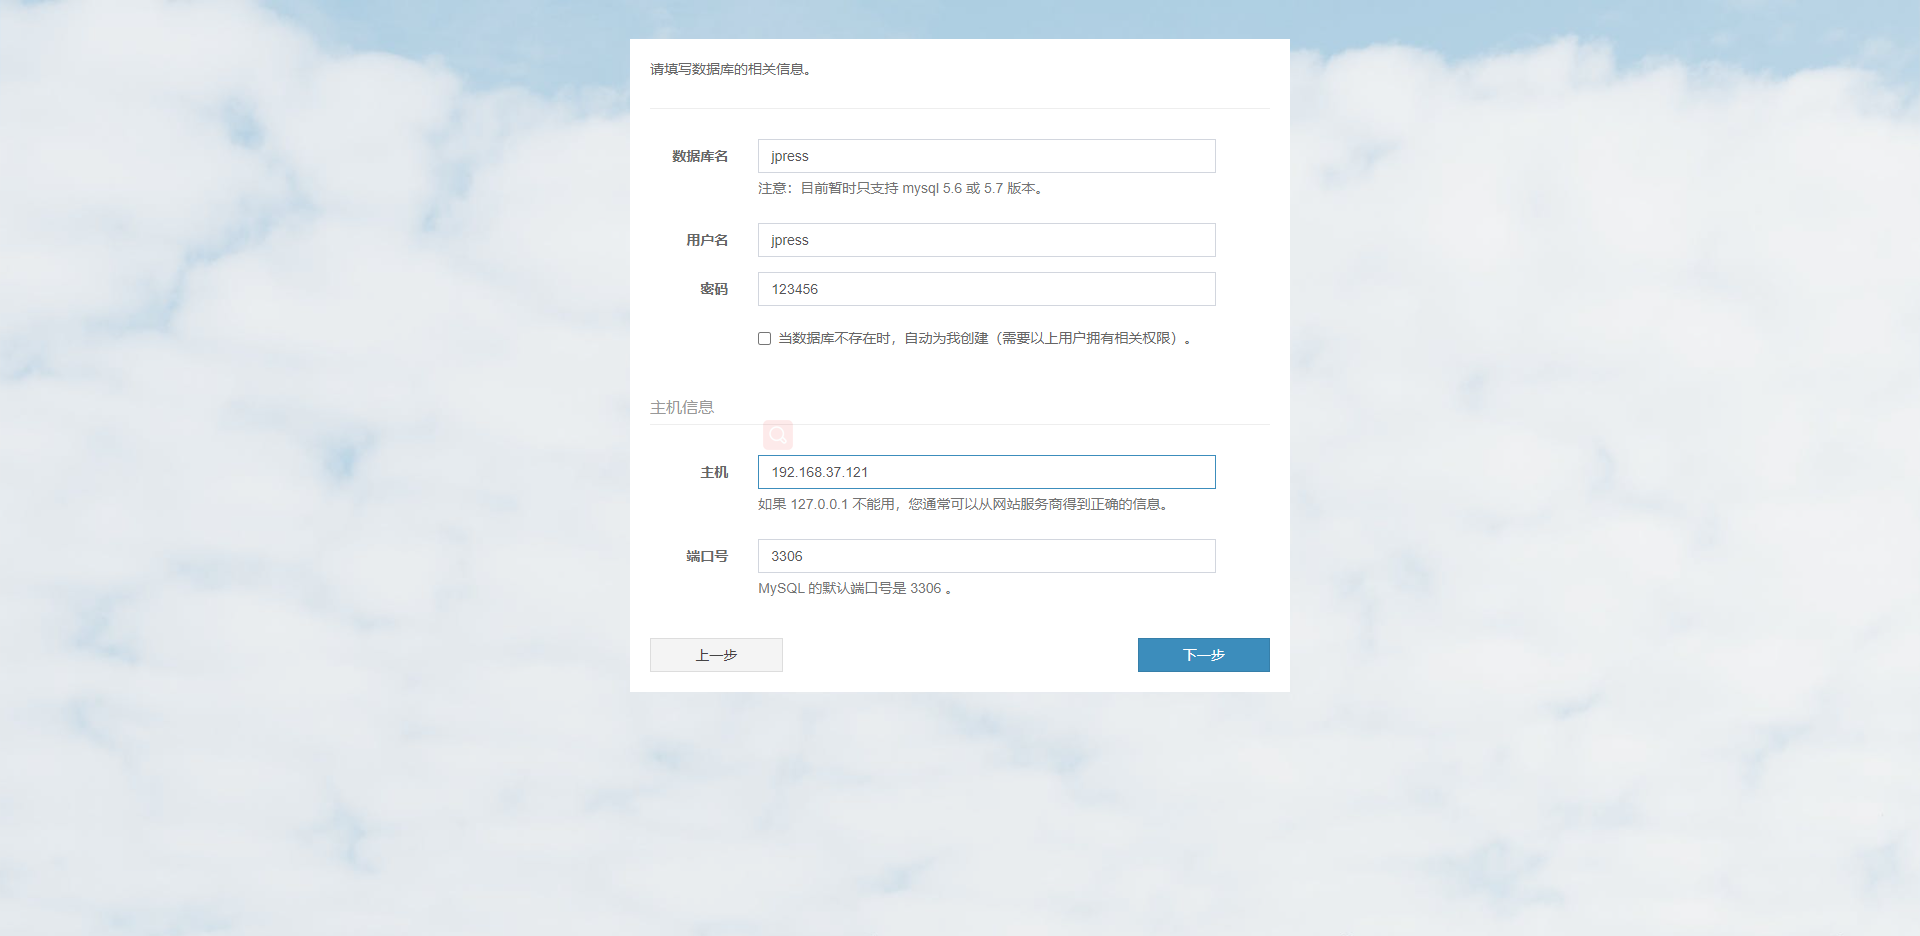 请填写数据库的相关信息。
数据库名
jpress
注意：目前暂时只支持 mysql 5.6 或 5.7 版本。
用户名
jpress
密码
123456
当数据库不存在时，自动为我创建（需要以上用户拥有相关权限）。
主机信息
主机
192.168.37.121
如果 127.0.0.1 不能用，您通常可以从网站服务商得到正确的信息。
端口号
3306
MySQL 的默认端口号是 3306 。
上一步
下一步